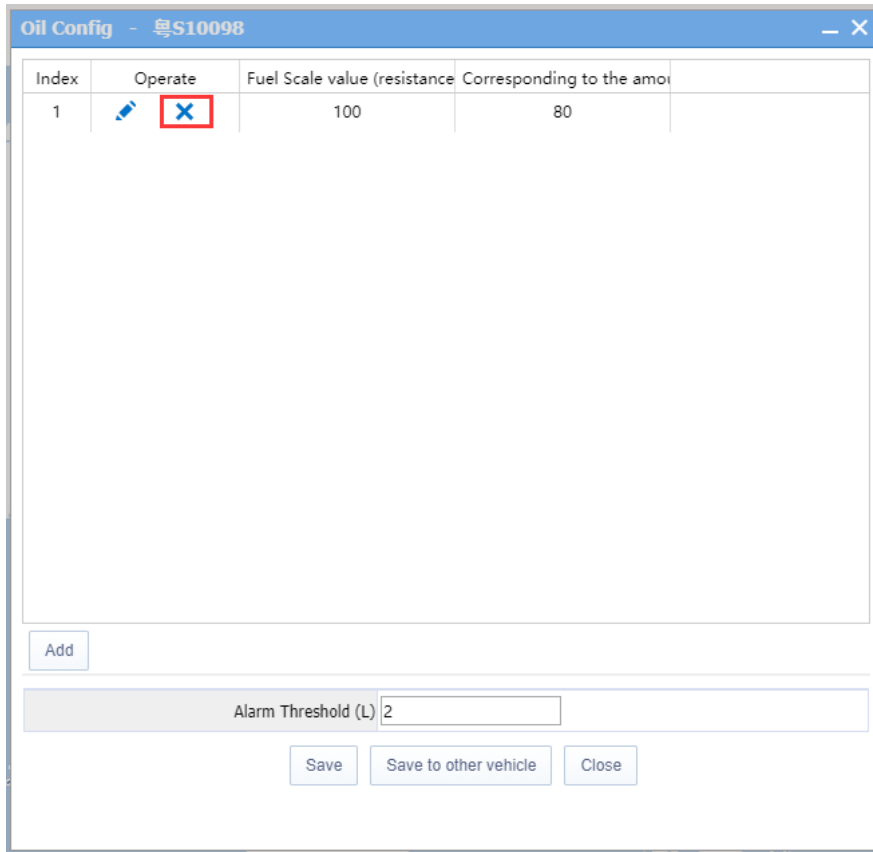 Oil Config - 粤S10098
Index Operate Fuel Scale value (resistance Corresponding to the amou
1 100 80
Add
Alarm Threshold (L) 2
Save Save to other vehicle Close